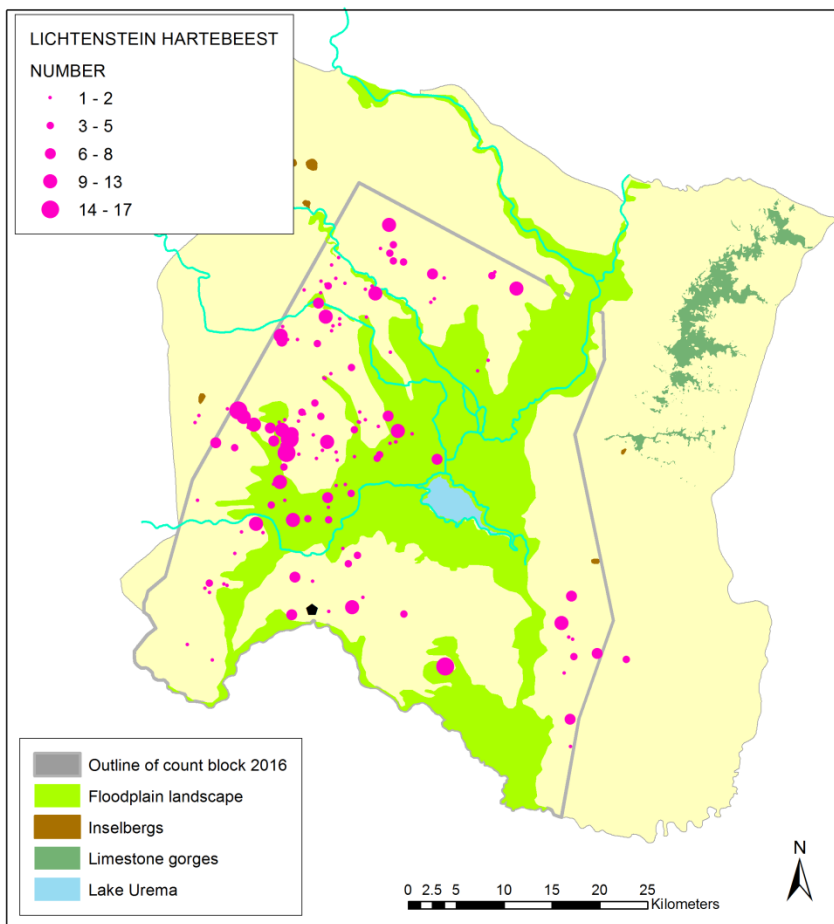 LICHTENSTEIN HARTEBEEST
NUMBER
1 - 2
3 - 5
6 - 8
9 - 13
14 - 17
Outline of count block 2016
Floodplain landscape
Inselbergs
Limestone gorges
Lake Urema
N
0 2.5 5 10 15 20 25
Kilometers